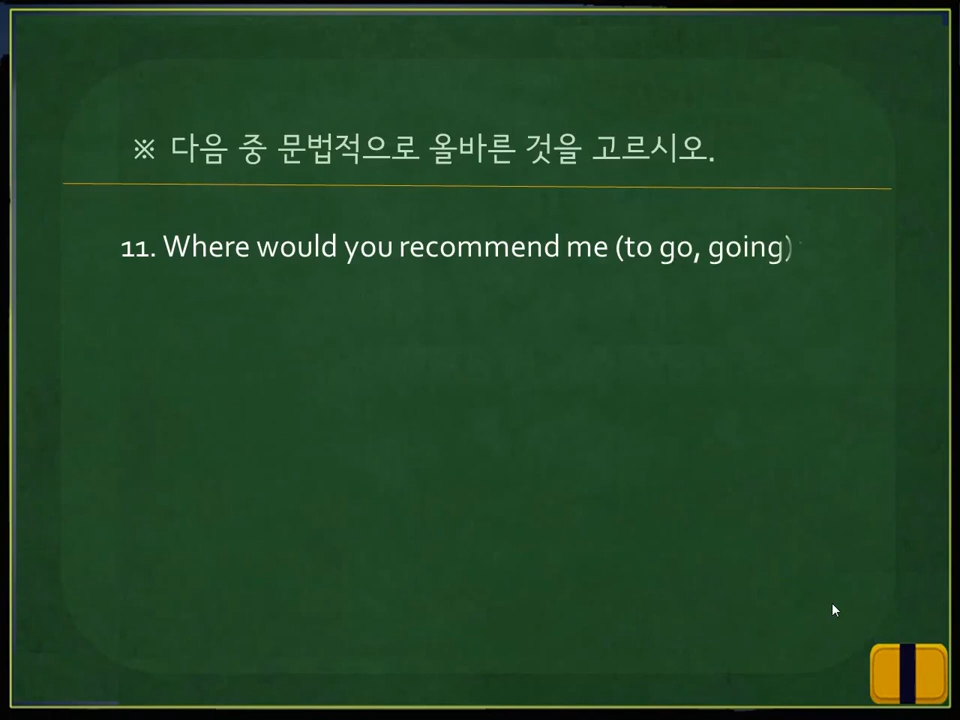 ※ 다음 중 문법적으로 올바른 것을 고르시오.
11. Where would you recommend me (to go, going)